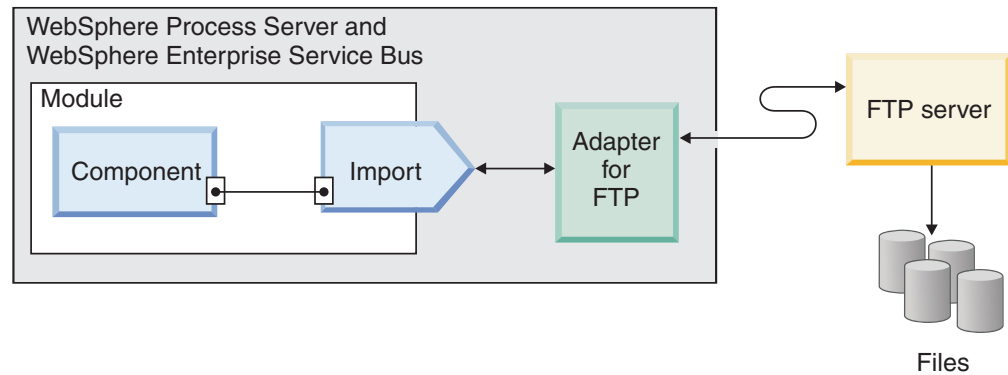 WebSphere Process Server and
WebSphere Enterprise Service Bus
Module
Component
Import
Adapter
for
FTP
FTP server
Files